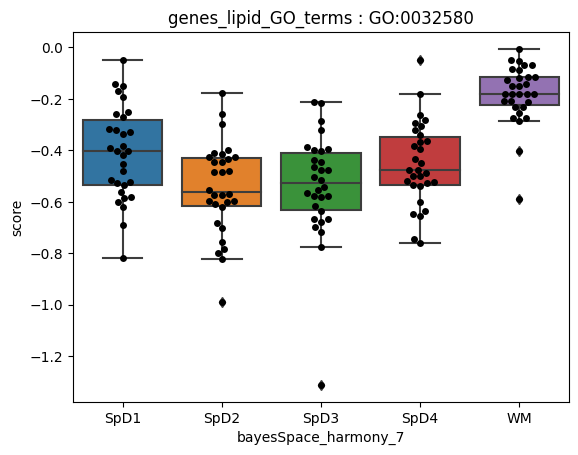 genes_lipid_GO_terms : GO:0032580
0.0
−0.2
−0.4
−0.6
−0.8
−1.0
−1.2
score
SpD1 SpD2 SpD3 SpD4 WM
bayesSpace_harmony_7